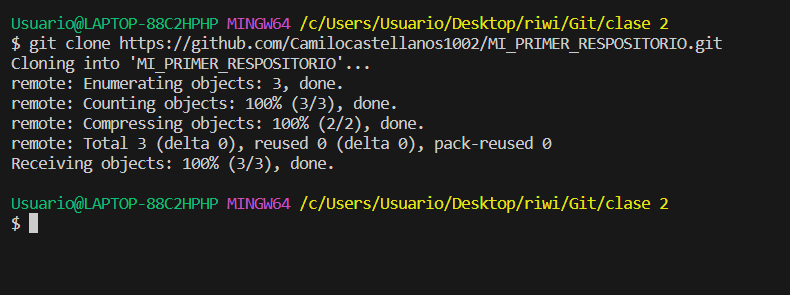 Usuario@LAPTOP-88C2HPHP MINGW64 /c/Users/Usuario/Desktop/riwi/Git/clase 2
$ git clone https://github.com/Camilocastellanos1002/MI_PRIMER_RESPOSITORIO.git
Cloning into 'MI_PRIMER_RESPOSITORIO'...
remote: Enumerating objects: 3, done.
remote: Counting objects: 100% (3/3), done.
remote: Compressing objects: 100% (2/2), done.
remote: Total 3 (delta 0), reused 0 (delta 0), pack-reused 0
Receiving objects: 100% (3/3), done.
Usuario@LAPTOP-88C2HPHP MINGW64 /c/Users/Usuario/Desktop/riwi/Git/clase 2
$